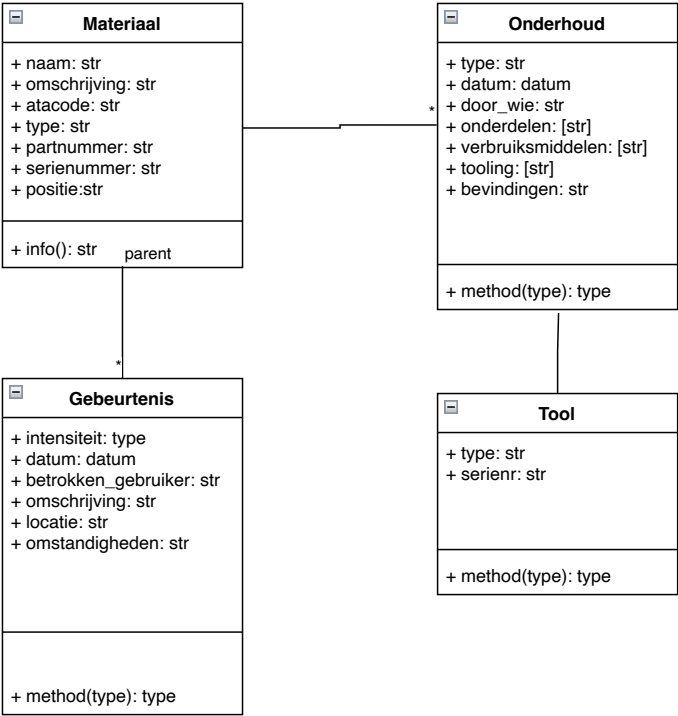 Materiaal
+ naam: str
+ omschrijving: str
+ atacode: str
+ type: str
+ partnummer: str
+ serienummer: str
+ positie:str
+ info(): str
parent
*
Gebeurtenis
+ intensiteit: type
+ datum: datum
+ betrokken_gebruiker: str
+ omschrijving: str
+ locatie: str
+ omstandigheden: str
+ method(type): type
*
Onderhoud
+ type: str
+ datum: datum
+ door_wie: str
+ onderdelen: [str]
+ verbruiksmiddelen: [str]
+ tooling: [str]
+ bevindingen: str
+ method(type): type
Tool
+ type: str
+ serienr: str
+ method(type): type